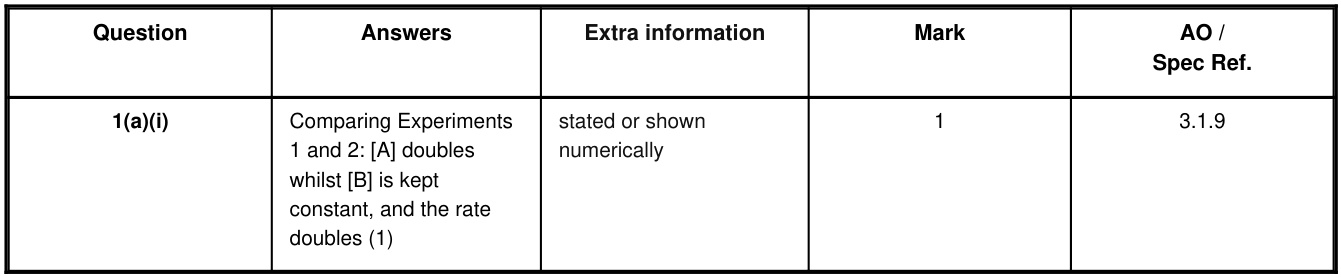 Question Answers Extra information Mark AO /
Spec Ref.
1(a)(i) Comparing Experiments stated or shown 1 3.1.9
1 and 2: [A] doubles numerically
whilst [B] is kept
constant, and the rate
doubles (1)